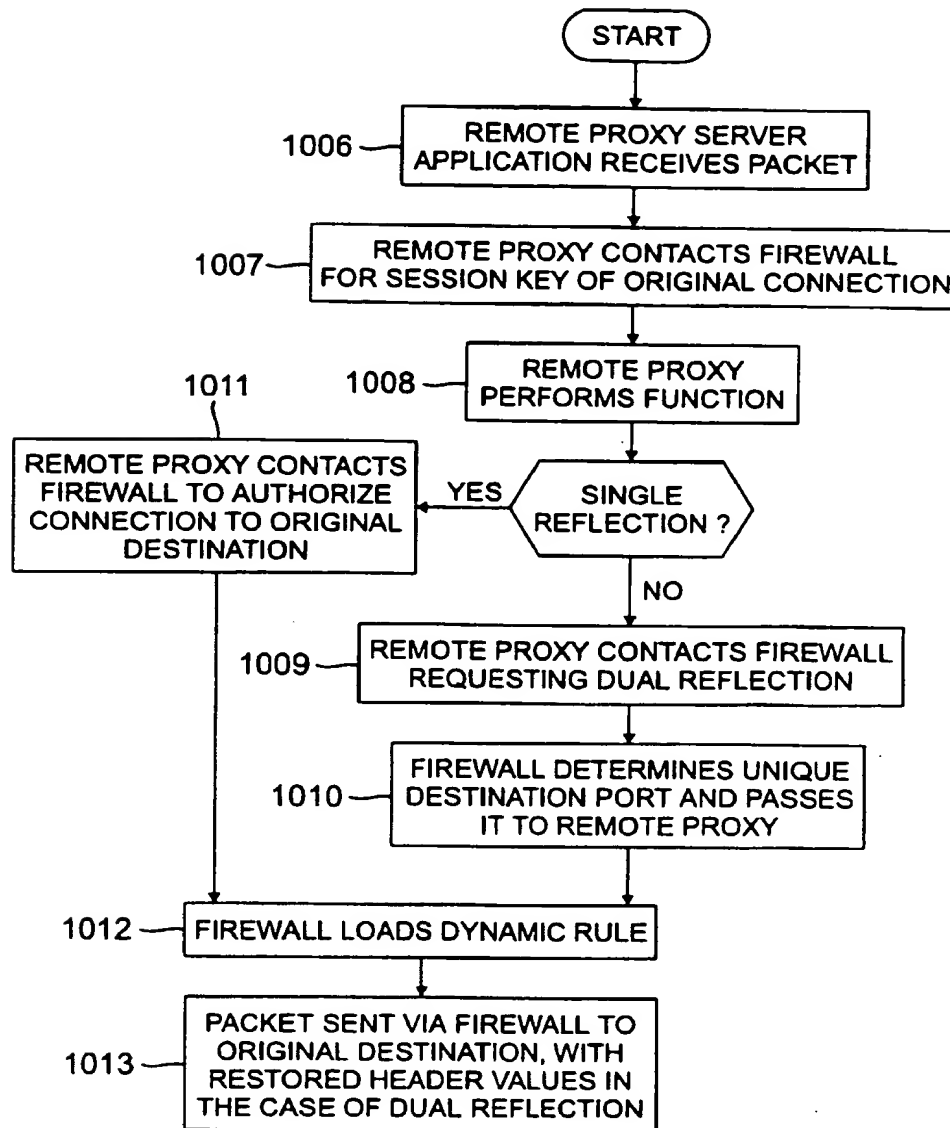 START
1006
REMOTE PROXY SERVER
APPLICATION RECEIVES PACKET
1007
REMOTE PROXY CONTACTS FIREWALL
FOR SESSION KEY OF ORIGINAL CONNECTION
1008
REMOTE PROXY
PERFORMS FUNCTION
1011
REMOTE PROXY CONTACTS
FIREWALL TO AUTHORIZE
CONNECTION TO ORIGINAL
DESTINATION
YES
SINGLE
REFLECTION ?
NO
1009
REMOTE PROXY CONTACTS FIREWALL
REQUESTING DUAL REFLECTION
1010
FIREWALL DETERMINES UNIQUE
DESTINATION PORT AND PASSES
IT TO REMOTE PROXY
1012
FIREWALL LOADS DYNAMIC RULE
1013
PACKET SENT VIA FIREWALL TO
ORIGINAL DESTINATION, WITH
RESTORED HEADER VALUES IN
THE CASE OF DUAL REFLECTION